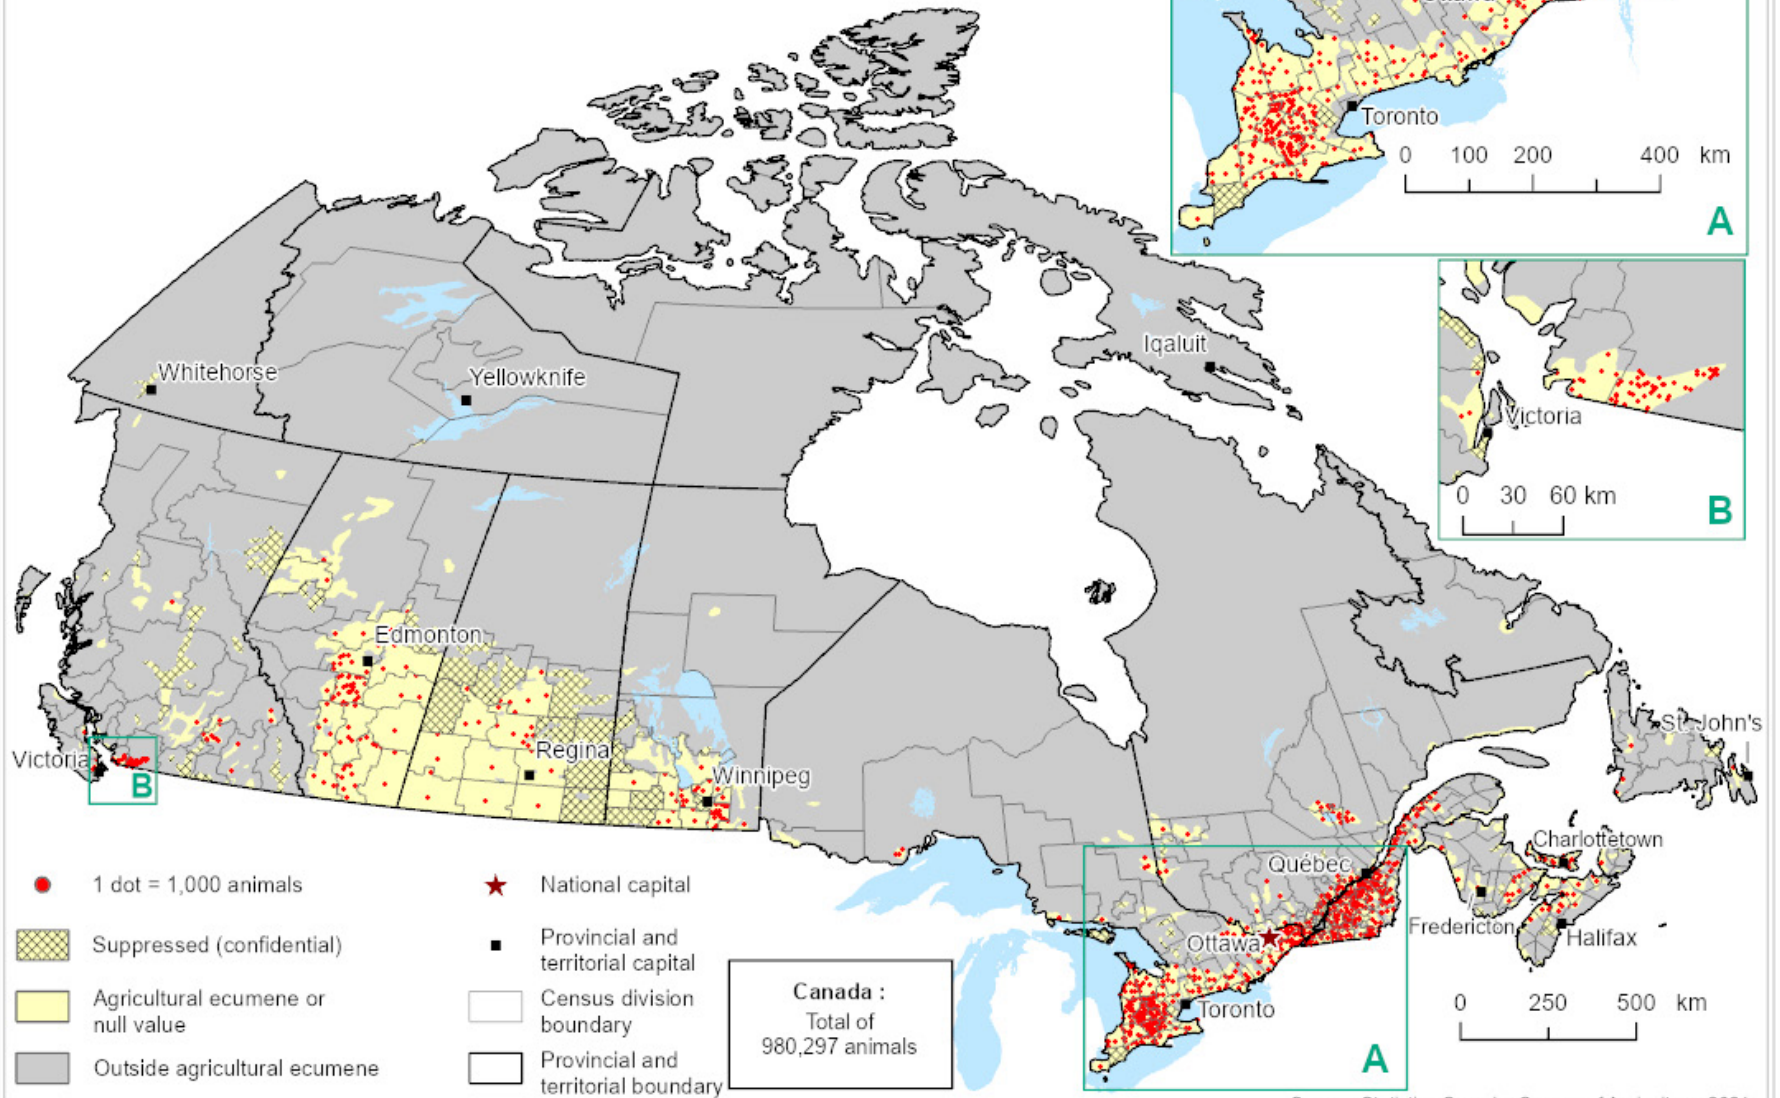 Toronto
0 100 200 400 km
A
Whitehorse
Yellowknife
Iqaluit
Victoria
0 30 60 km
B
Edmonton
Regina
Winnipeg
Victoria
B
St. John's
Charlottetown
Québec
Fredericton
Halifax
Ottawa
Toronto
A
0 250 500 km
1 dot = 1,000 animals
Suppressed (confidential)
Agricultural ecumene or
null value
Outside agricultural ecumene
National capital
Provincial and
territorial capital
Census division
boundary
Provincial and
territorial boundary
Canada :
Total of
980,297 animals